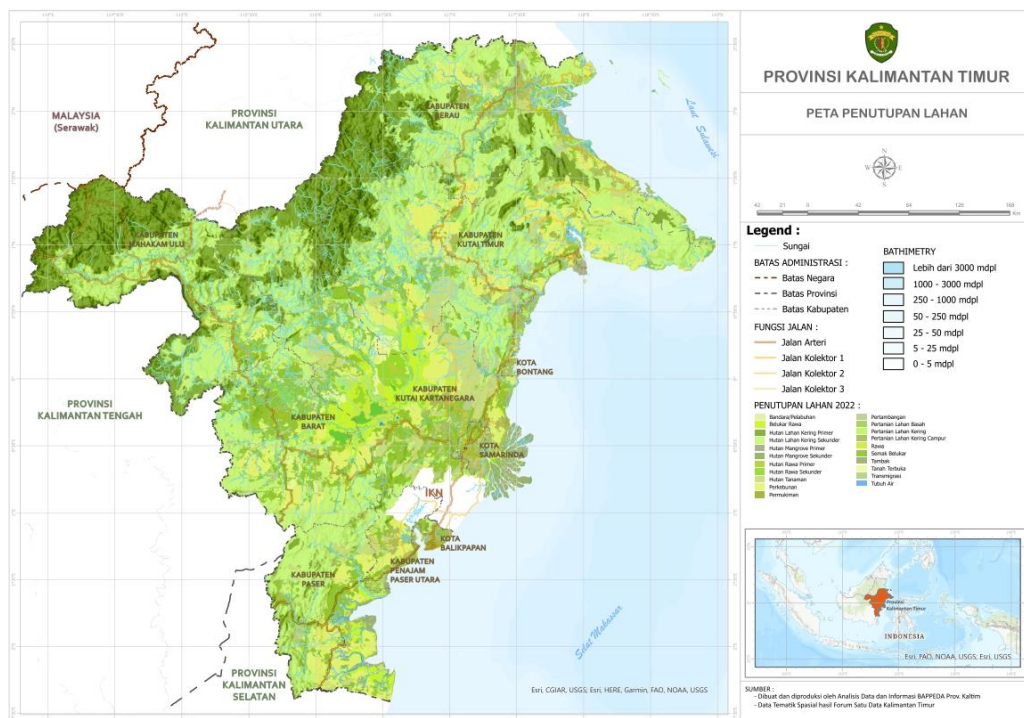 PROVINSI KALIMANTAN TIMUR
PETA PENUTUPAN LAHAN
MALAYSIA
(Serawak)
PROVINSI
KALIMANTAN UTARA
KABUPATEN
BERAU
Laut Sulawesi
KABUPATEN
MAHAKAM ULU
KABUPATEN
KUTAI TIMUR
KOTA
BONTANG
PROVINSI
KALIMANTAN TENGAH
KABUPATEN
KUTAI KARTANEGARA
KABUPATEN
BARAT
KOTA
SAMARINDA
IKN
KOTA
BALIKPAPAN
KABUPATEN
PENAJAM
PASER UTARA
KABUPATEN
PASER
Selat Makassar
PROVINSI
KALIMANTAN
SELATAN
Esri, CGIAR, USGS; Esri, HERE, Garmin, FAO, NOAA, USGS
N
W E
S
Km
Legend :
Sungai
BATAS ADMINISTRASI :
Batas Negara
Batas Provinsi
Batas Kabupaten
FUNGSI JALAN :
Jalan Arteri
Jalan Kolektor 1
Jalan Kolektor 2
Jalan Kolektor 3
BATHIMETRY
Lebih dari 3000 mdpl
1000 - 3000 mdpl
250 - 1000 mdpl
50 - 250 mdpl
25 - 50 mdpl
5 - 25 mdpl
0 - 5 mdpl
PENUTUPAN LAHAN 2022 :
Bandara/Pelabuhan
Belukar Rawa
Hutan Lahan Kering Primer
Hutan Lahan Kering Sekunder
Hutan Mangrove Primer
Hutan Mangrove Sekunder
Hutan Rawa Primer
Hutan Rawa Sekunder
Hutan Tanaman
Perkebunan
Permukiman
Pertambangan
Pertanian Lahan Basah
Pertanian Lahan Kering
Pertanian Lahan Kering Campur
Rawa
Semak Belukar
Tambak
Tanah Terbuka
Transmigrasi
Tubuh Air
Provinsi
Kalimantan Timur
INDONESIA
Esri, FAO, NOAA, USGS; Esri, USGS
SUMBER :
- Dibuat dan diproduksi oleh Analisis Data dan Informasi BAPPEDA Prov. Kaltim
- Data Tematik Spasial hasil Forum Satu Data Kalimantan Timur